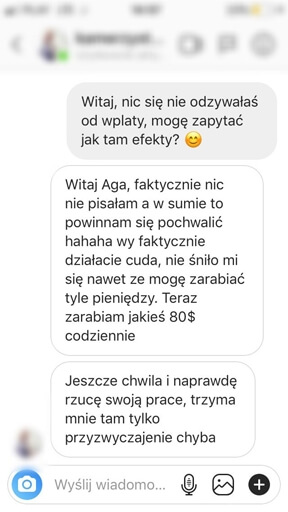 Witaj, nic się nie odzywałaś
od wplaty, mogę zapytać
jak tam efekty? 😊
Witaj Aga, faktycznie nic
nie pisałam a w sumie to
powinnam się pochwalić
hahaha wy faktycznie
działacie cuda, nie śniło mi
się nawet ze mogę zarabiać
tyle pieniędzy. Teraz
zarabiam jakieś 80$
codziennie
Jeszcze chwila i naprawdę
rzucę swoją prace, trzyma
mnie tam tylko
przyzwyczajenie chyba
Wyślij wiadomo...